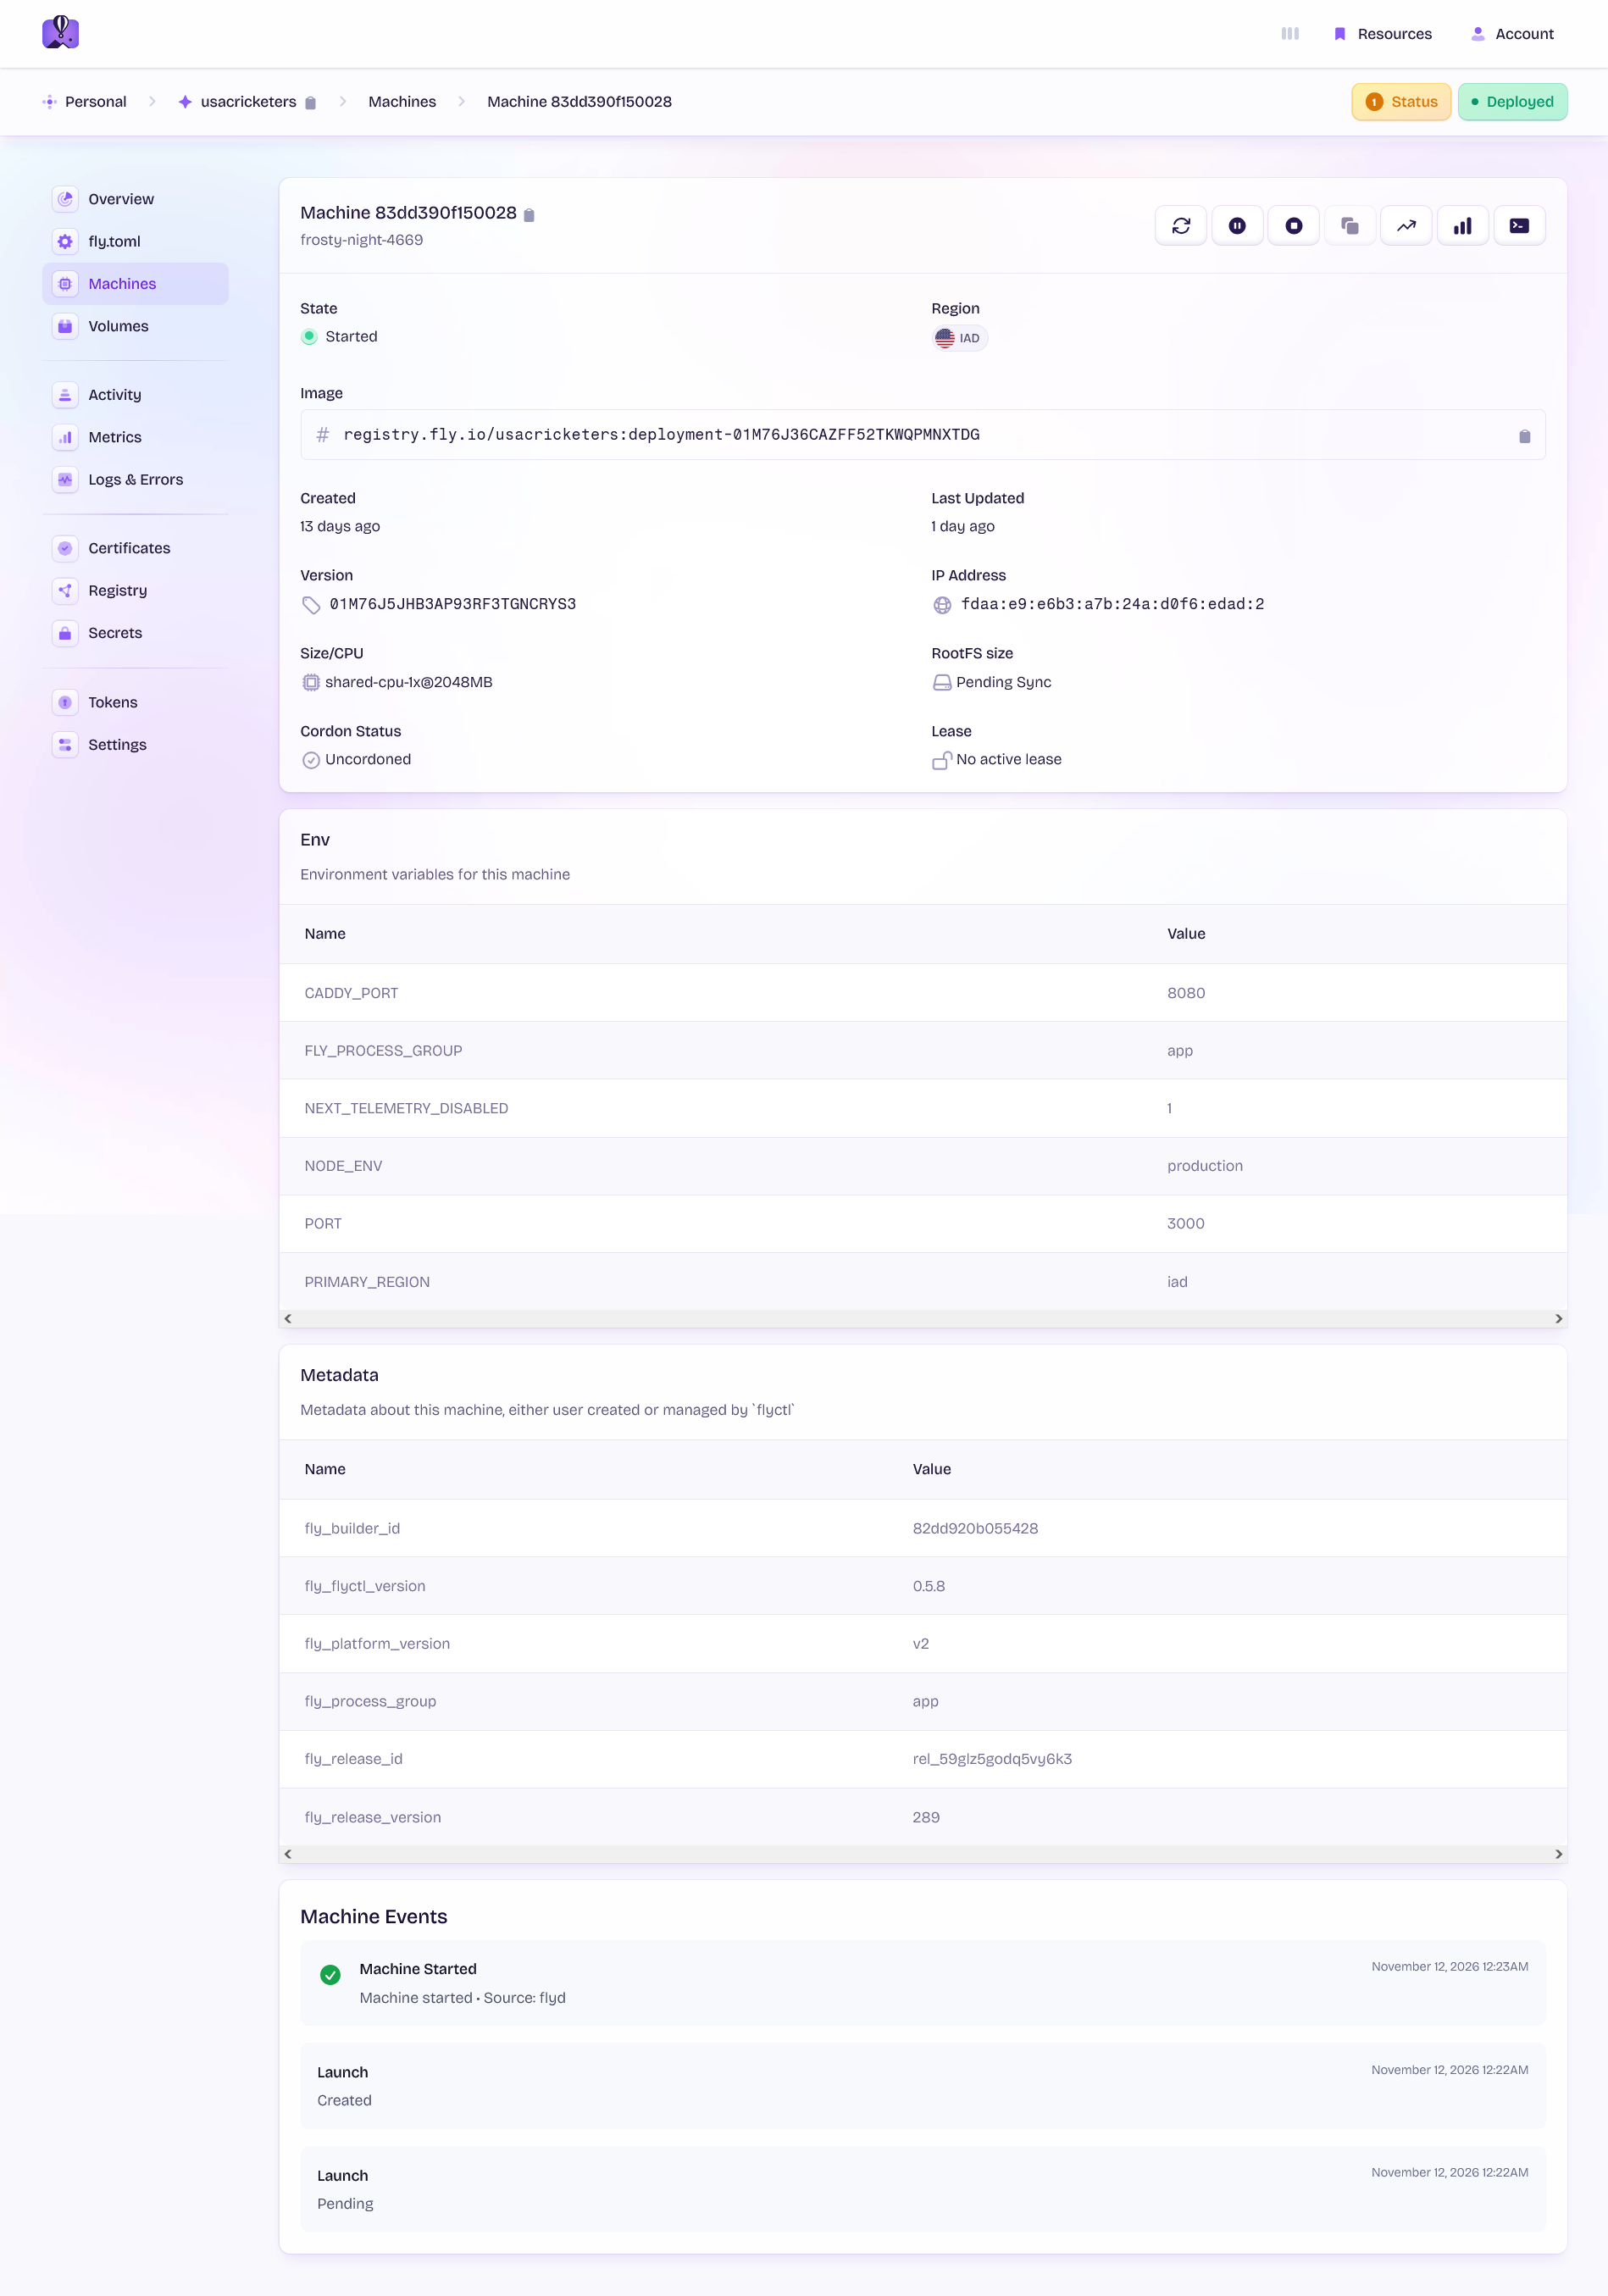 Resources
Account
Personal
usacricketers
Machines
Machine 83dd390f150028
1 Status
Deployed
Overview
fly.toml
Machines
Volumes
Activity
Metrics
Logs & Errors
Certificates
Registry
Secrets
Tokens
Settings
Machine 83dd390f150028
frosty-night-4669
State
Started
Region
IAD
Image
# registry.fly.io/usacricketers:deployment-01M76J36CAZFF52TKWQPMNXTDG
Created
13 days ago
Last Updated
1 day ago
Version
01M76J5JHB3AP93RF3TGNCRYS3
IP Address
fdaa:e9:e6b3:a7b:24a:d0f6:edad:2
Size/CPU
shared-cpu-1x@2048MB
RootFS size
Pending Sync
Cordon Status
Uncordoned
Lease
No active lease
Env
Environment variables for this machine
Name Value
CADDY_PORT 8080
FLY_PROCESS_GROUP app
NEXT_TELEMETRY_DISABLED 1
NODE_ENV production
PORT 3000
PRIMARY_REGION iad
Metadata
Metadata about this machine, either user created or managed by `flyctl`
Name Value
fly_builder_id 82dd920b055428
fly_flyctl_version 0.5.8
fly_platform_version v2
fly_process_group app
fly_release_id rel_59glz5godq5vy6k3
fly_release_version 289
Machine Events
Machine Started November 12, 2026 12:23AM
Machine started • Source: flyd
Launch November 12, 2026 12:22AM
Created
Launch November 12, 2026 12:22AM
Pending